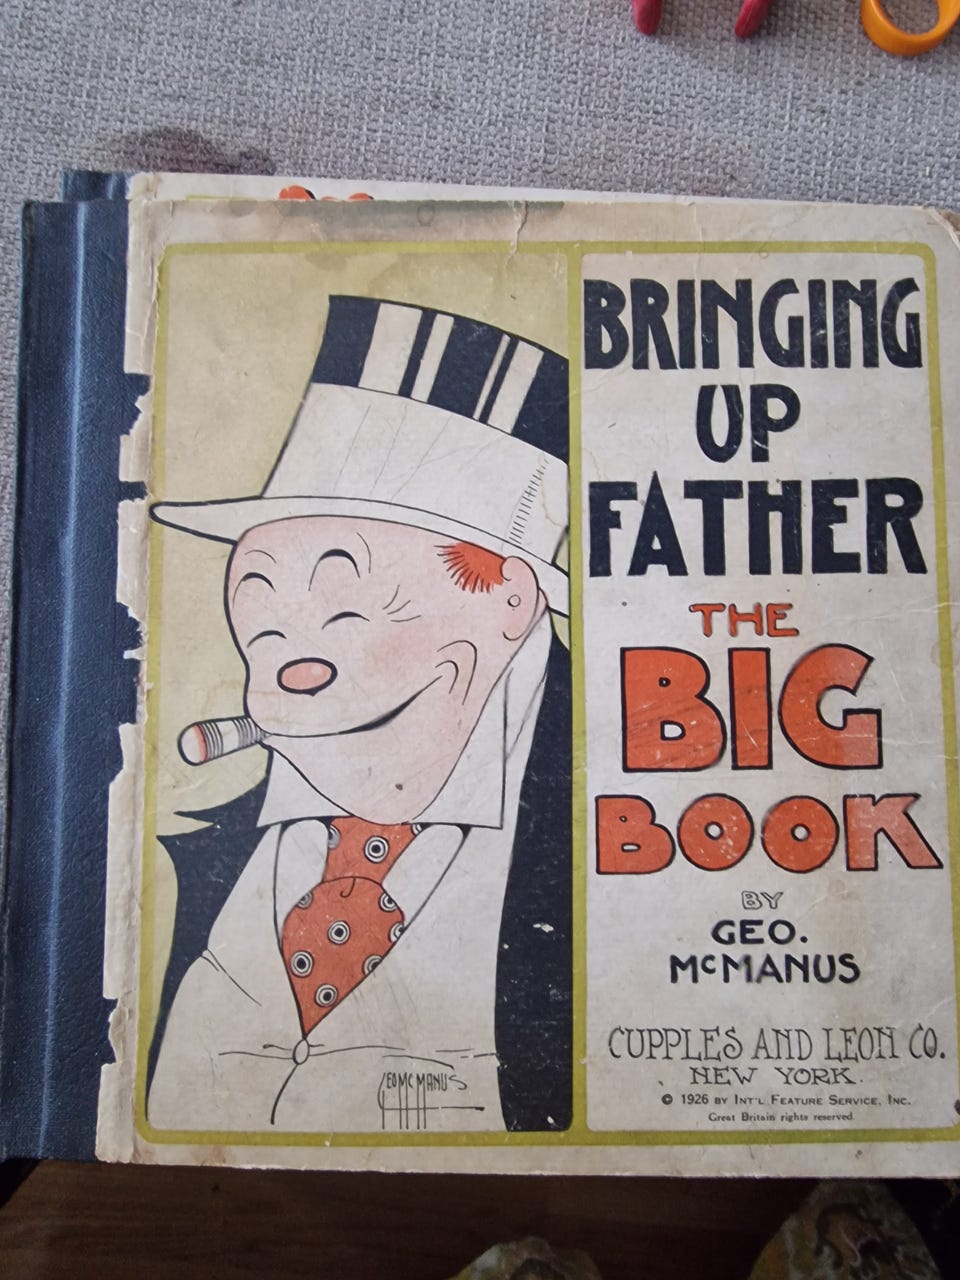 BRINGING
UP
FATHER
THE
BIG
BOOK
BY
GEO.
McMANUS
CUPPLES AND LEON CO.
NEW YORK.
© 1926 BY INT'L FEATURE SERVICE, INC.
Great Britain rights reserved.
GEO McMANUS